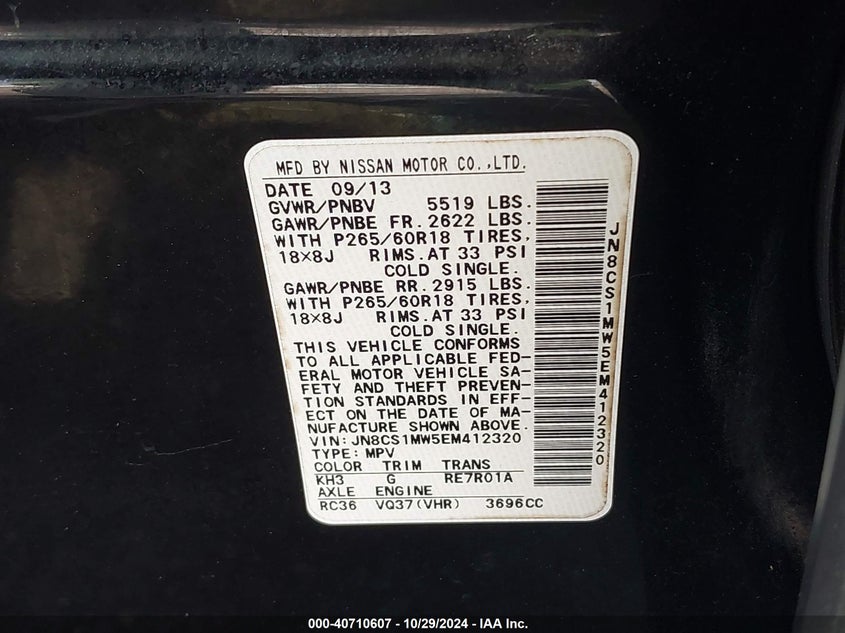 MFD BY NISSAN MOTOR CO.,LTD.
DATE 09/13
GVWR/PNBV 5519 LBS.
GAWR/PNBE FR. 2622 LBS.
WITH P265/60R18 TIRES,
18×8J RIMS.AT 33 PSI
COLD SINGLE.
GAWR/PNBE RR. 2915 LBS.
WITH P265/60R18 TIRES,
18×8J RIMS.AT 33 PSI
COLD SINGLE.
THIS VEHICLE CONFORMS
TO ALL APPLICABLE FED-
ERAL MOTOR VEHICLE SA-
FETY AND THEFT PREVEN-
TION STANDARDS IN EFF-
ECT ON THE DATE OF MA-
NUFACTURE SHOWN ABOVE.
VIN: JN8CS1MW5EM412320
TYPE: MPV
COLOR TRIM TRANS
KH3 G RE7R01A
AXLE ENGINE
RC36 VQ37(VHR) 3696CC
JN8CS1MW5EM412320
000-40710607 - 10/29/2024 - IAA Inc.